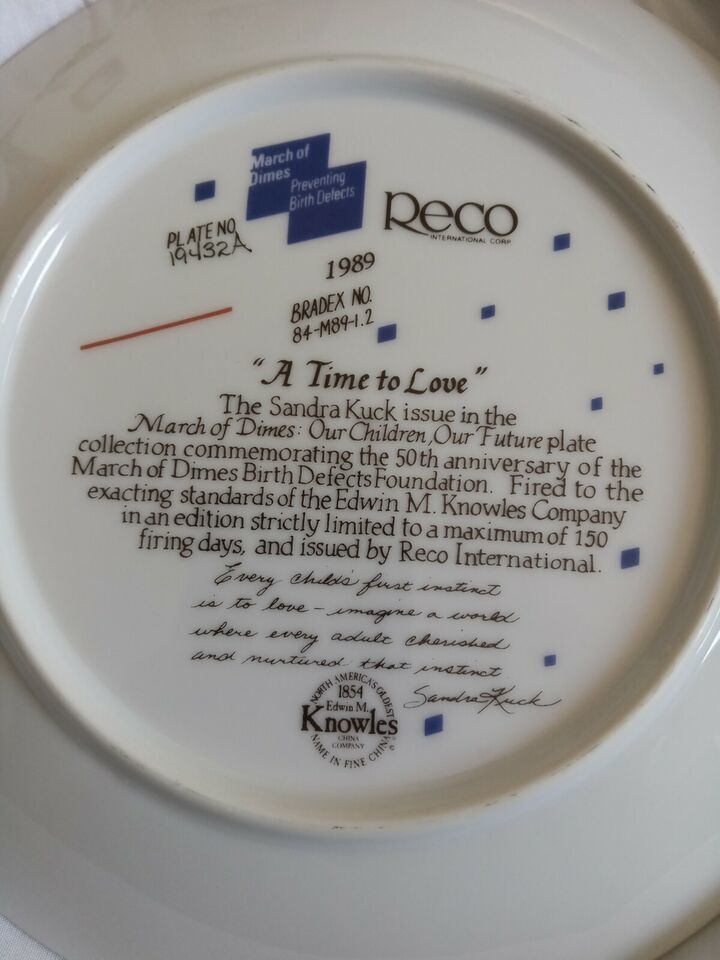 March of
Dimes
Preventing
Birth Defects
Reco
INTERNATIONAL CORP.
PLATE NO.
19432A
1989
BRADEX NO.
84-M89-1.2
"A Time to Love"
The Sandra Kuck issue in the
March of Dimes: Our Children, Our Future plate
collection commemorating the 50th anniversary of the
March of Dimes Birth Defects Foundation. Fired to the
exacting standards of the Edwin M. Knowles Company
in an edition strictly limited to a maximum of 150
firing days, and issued by Reco International.
Every child's first instinct
is to love - imagine a world
where every adult cherished
and nurtured that instinct
Sandra Kuck
NORTH AMERICA'S OLDEST
1854
Edwin M.
Knowles
CHINA
COMPANY
©
NAME IN FINE CHINA